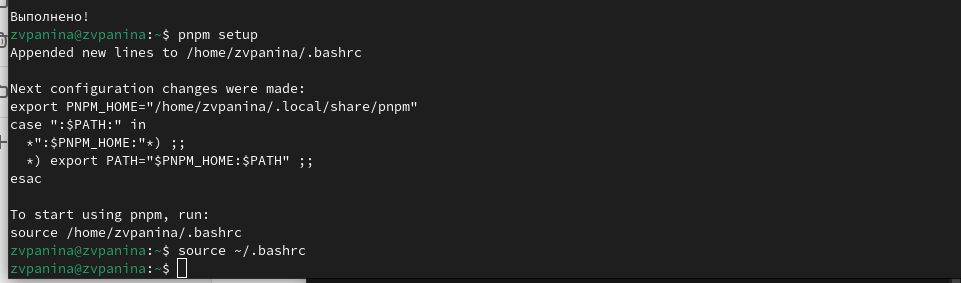 Выполнено!
zvpanina@zvpanina:~$ pnpm setup
Appended new lines to /home/zvpanina/.bashrc

Next configuration changes were made:
export PNPM_HOME="/home/zvpanina/.local/share/pnpm"
case ":$PATH:" in
  *":$PNPM_HOME:"*) ;;
  *) export PATH="$PNPM_HOME:$PATH" ;;
esac

To start using pnpm, run:
source /home/zvpanina/.bashrc
zvpanina@zvpanina:~$ source ~/.bashrc
zvpanina@zvpanina:~$